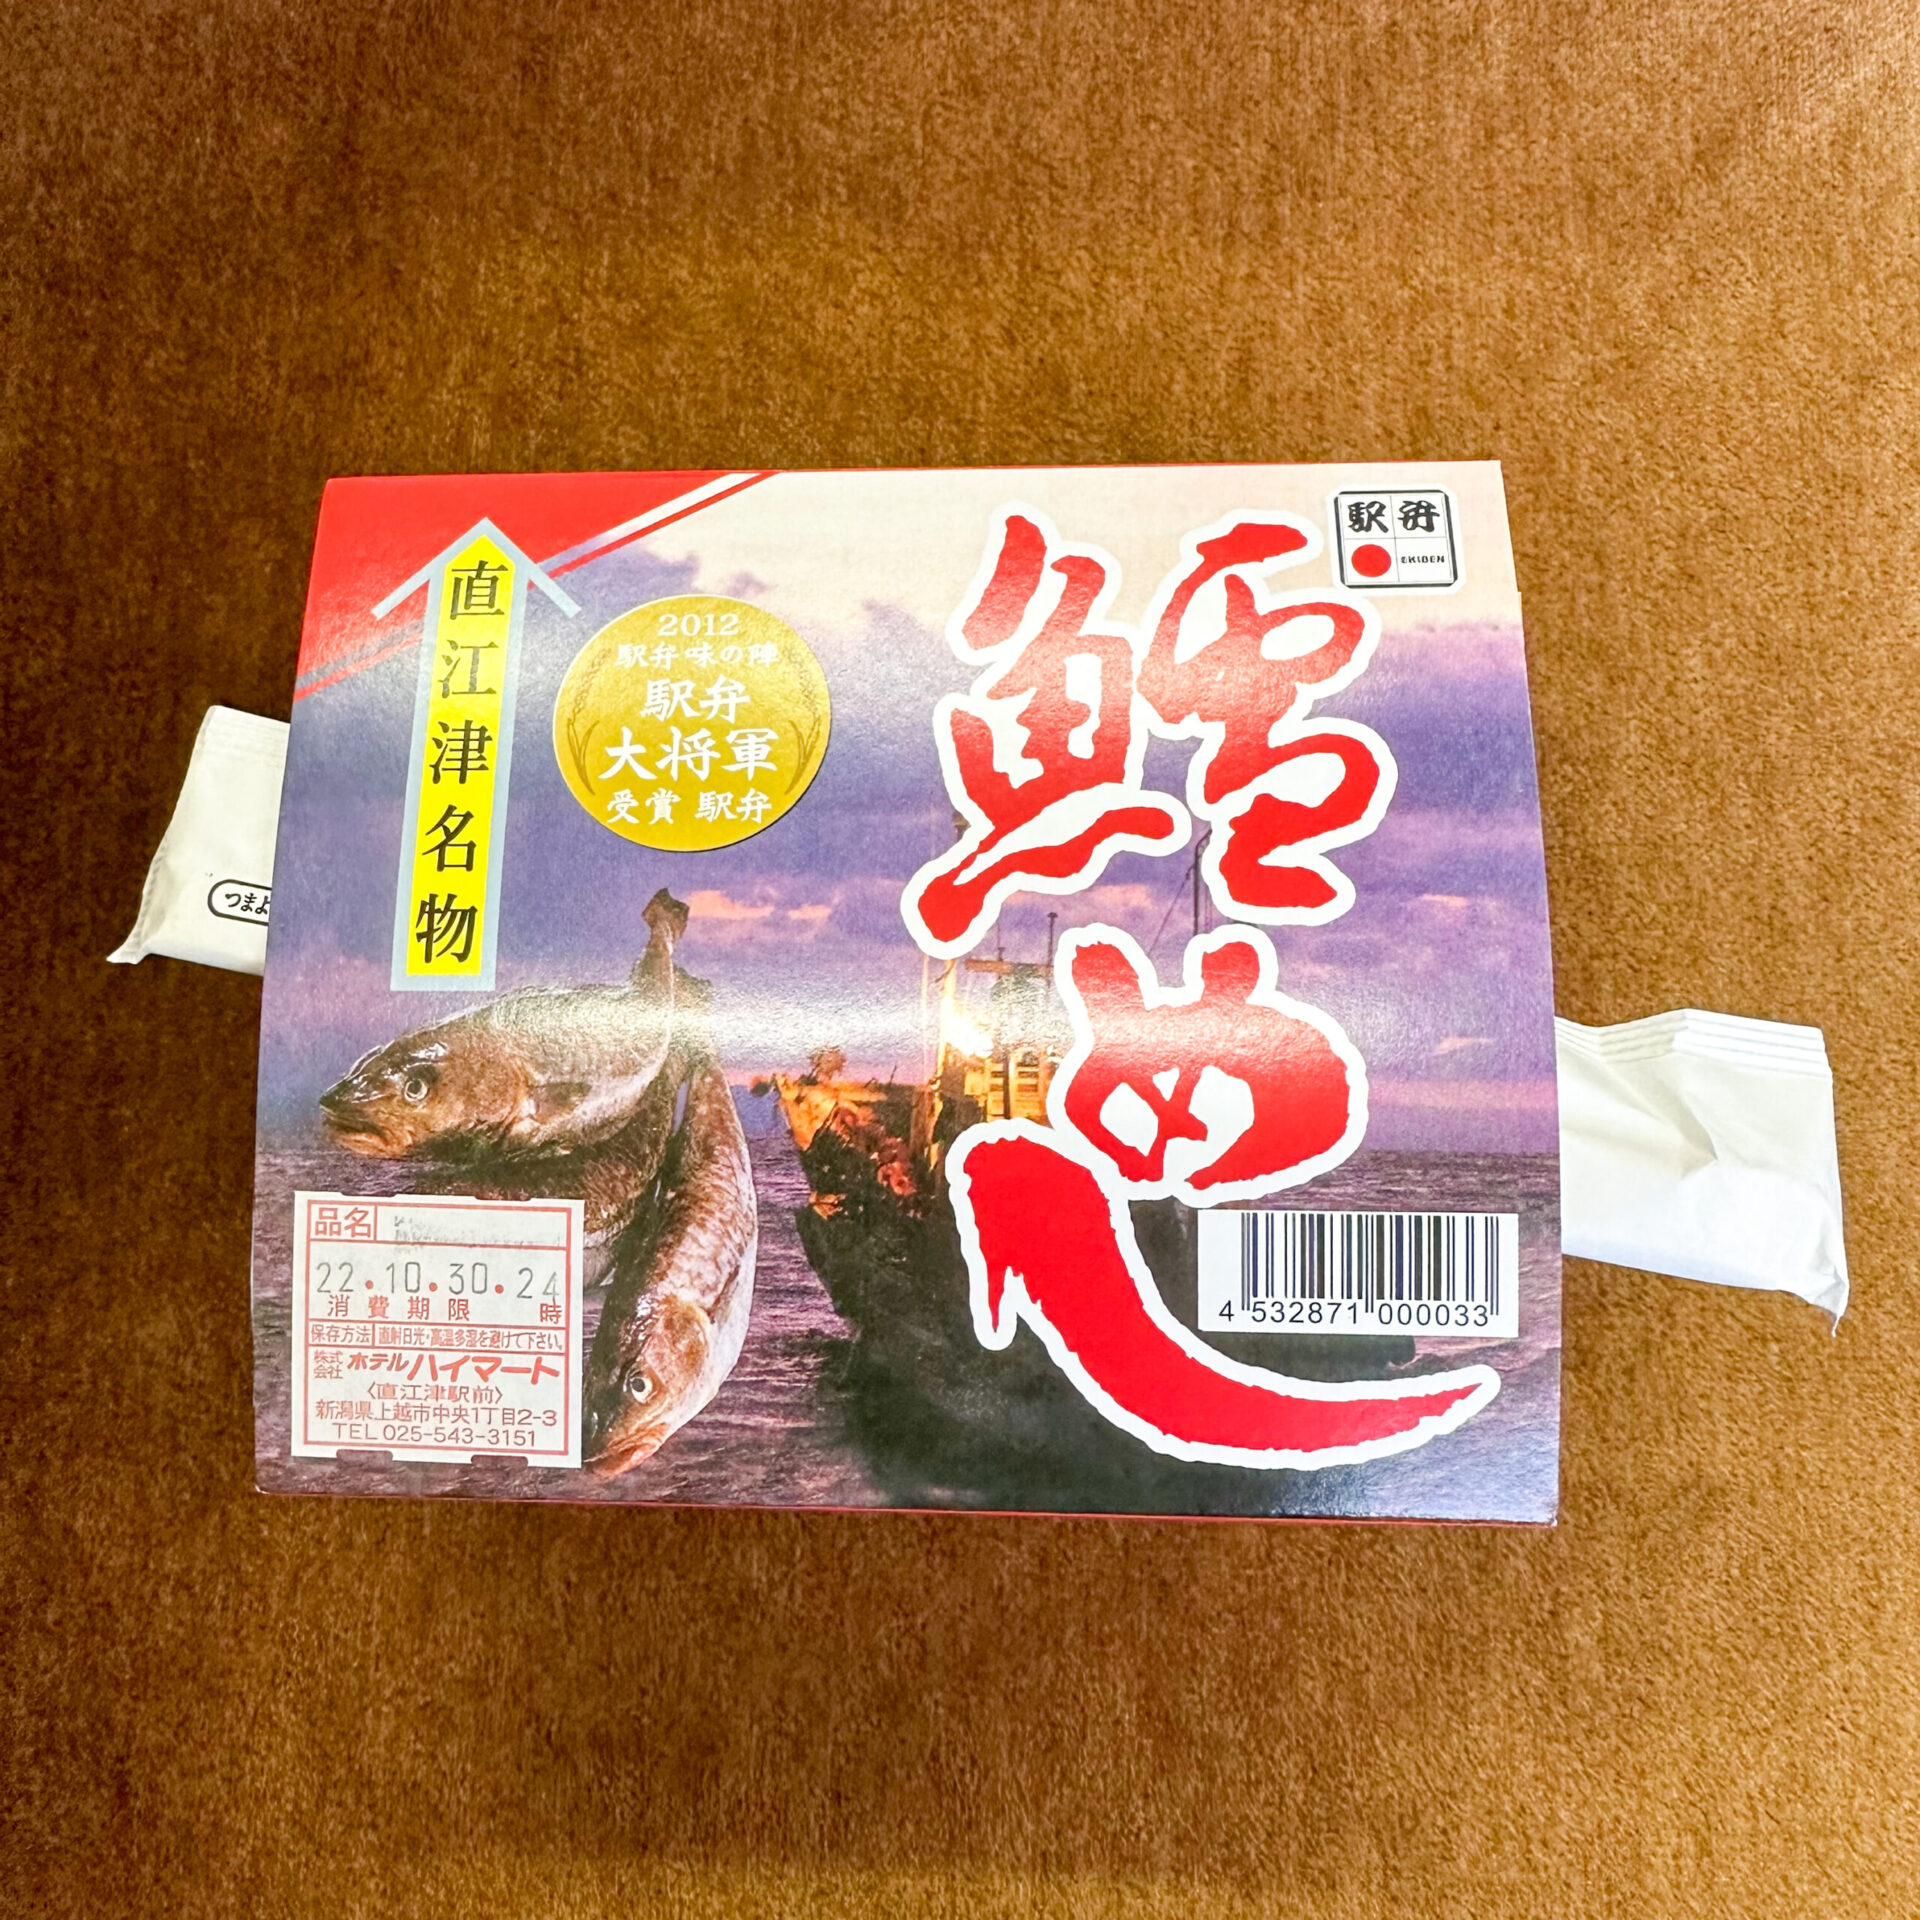 直江津名物
2012
駅弁味の陣
駅弁
大将軍
受賞 駅弁
鱈めし
駅弁
EKIBEN
つまよ
品名
22.10.30.24
消費期限 時
保存方法 直射日光・高温多湿を避けて下さい。
株式会社 ホテルハイマート
〈直江津駅前〉
新潟県上越市中央1丁目2-3
TEL 025-543-3151
4 532871 000033